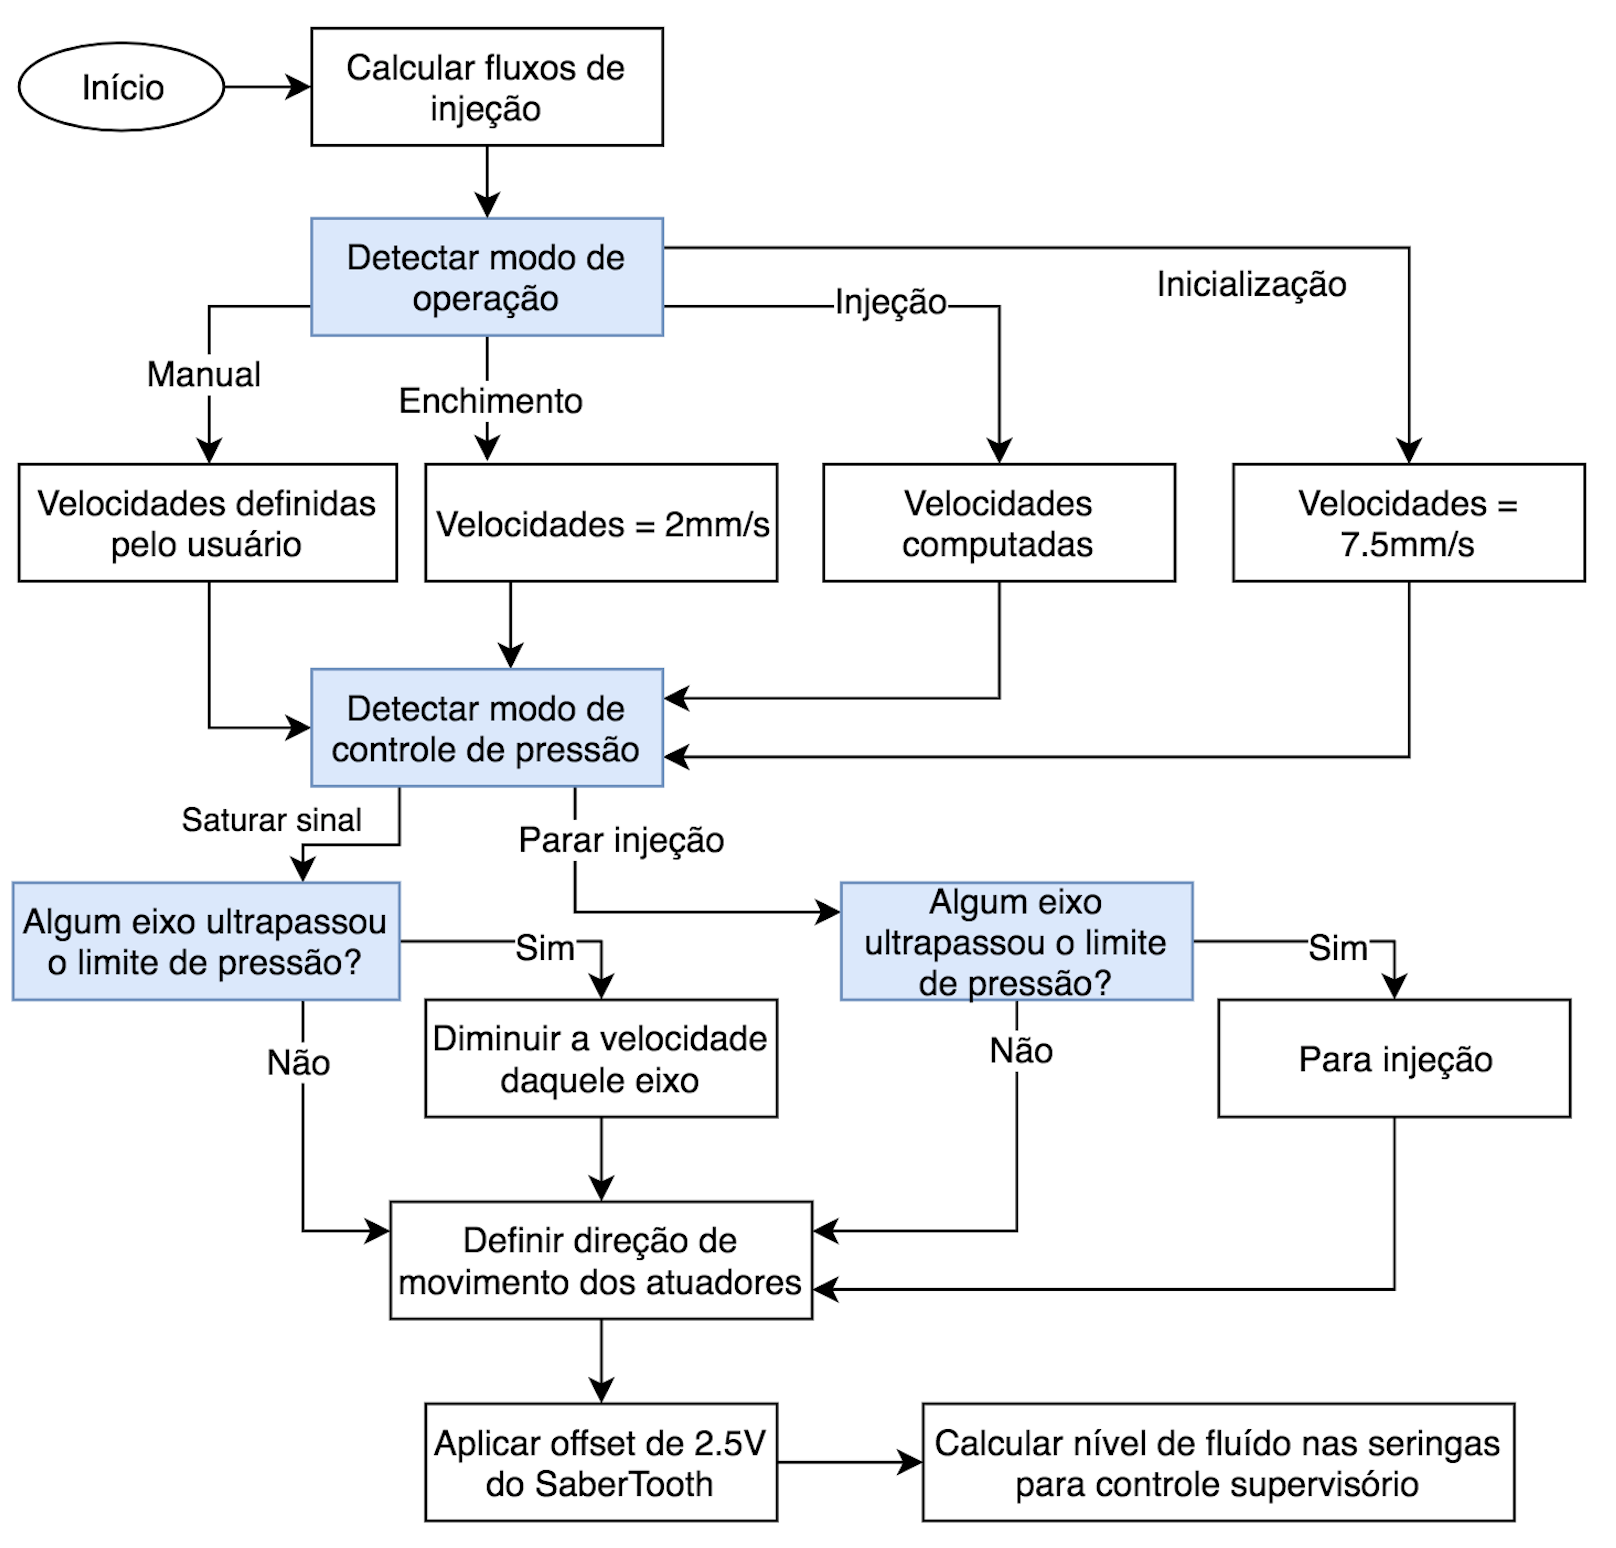 Início
Calcular fluxos de
injeção
Detectar modo de
operação
Inicialização
Injeção
Manual
Enchimento
Velocidades definidas
pelo usuário
Velocidades = 2mm/s
Velocidades
computadas
Velocidades =
7.5mm/s
Detectar modo de
controle de pressão
Saturar sinal
Parar injeção
Algum eixo ultrapassou
o limite de pressão?
Sim
Algum eixo
ultrapassou o limite
de pressão?
Sim
Não
Diminuir a velocidade
daquele eixo
Não
Para injeção
Definir direção de
movimento dos atuadores
Aplicar offset de 2.5V
do SaberTooth
Calcular nível de fluído nas seringas
para controle supervisório